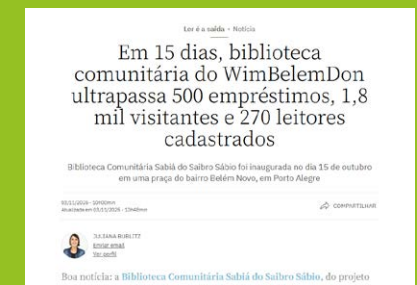 Ler é a saída - Notícia
Em 15 dias, biblioteca
comunitária do WimBelemDon
ultrapassa 500 empréstimos, 1,8
mil visitantes e 270 leitores
cadastrados
Biblioteca Comunitária Sabiá do Saibro Sábio foi inaugurada no dia 15 de outubro
em uma praça do bairro Belém Novo, em Porto Alegre
COMPARTILHAR
JULIANA BUBLITZ
Enviar email
Ver perfil
Boa notícia: a Biblioteca Comunitária Sabiá do Saibro Sábio, do projeto